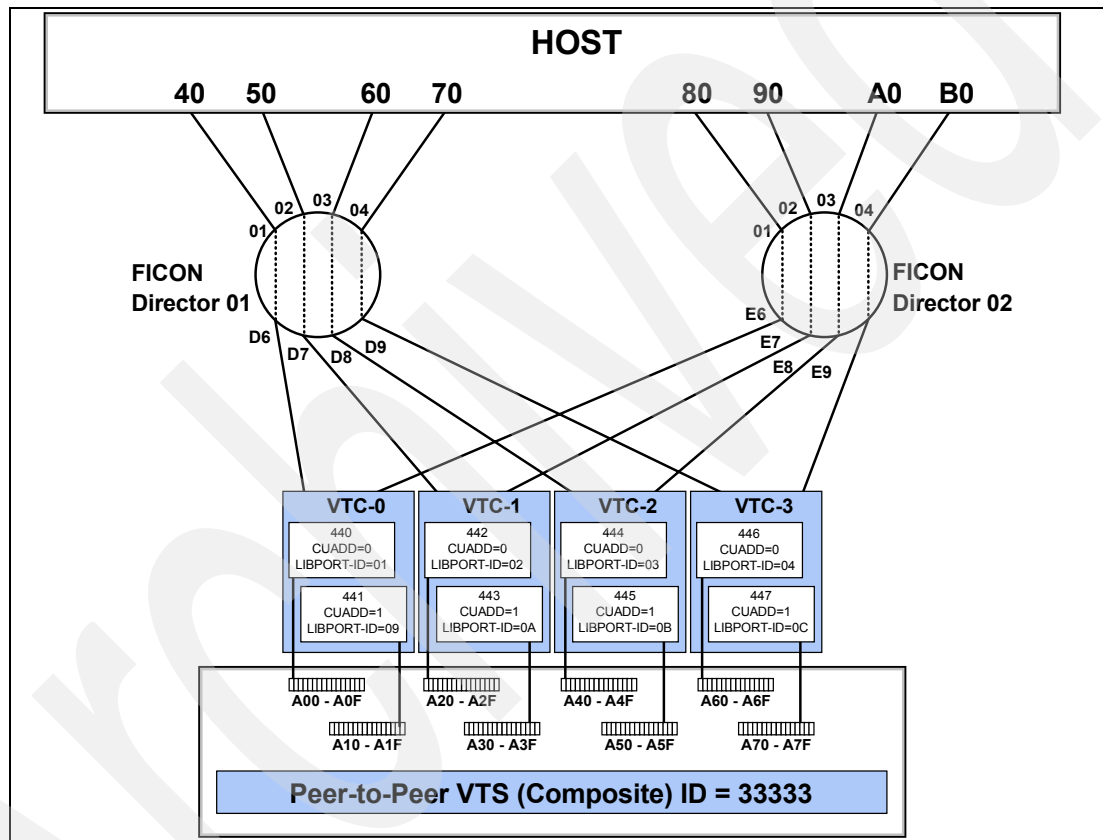 HOST
40 50 60 70 80 90 A0 B0
01 02 03 04 01 02 03 04
FICON
Director 01
FICON
Director 02
D6 D7 D8 D9 E6 E7 E8 E9
VTC-0 VTC-1 VTC-2 VTC-3
440
CUADD=0
LIBPORT-ID=01
442
CUADD=0
LIBPORT-ID=02
444
CUADD=0
LIBPORT-ID=03
446
CUADD=0
LIBPORT-ID=04
441
CUADD=1
LIBPORT-ID=09
443
CUADD=1
LIBPORT-ID=0A
445
CUADD=1
LIBPORT-ID=0B
447
CUADD=1
LIBPORT-ID=0C
A00 - A0F A20 - A2F A40 - A4F A60 - A6F
A10 - A1F A30 - A3F A50 - A5F A70 - A7F
Peer-to-Peer VTS (Composite) ID = 33333